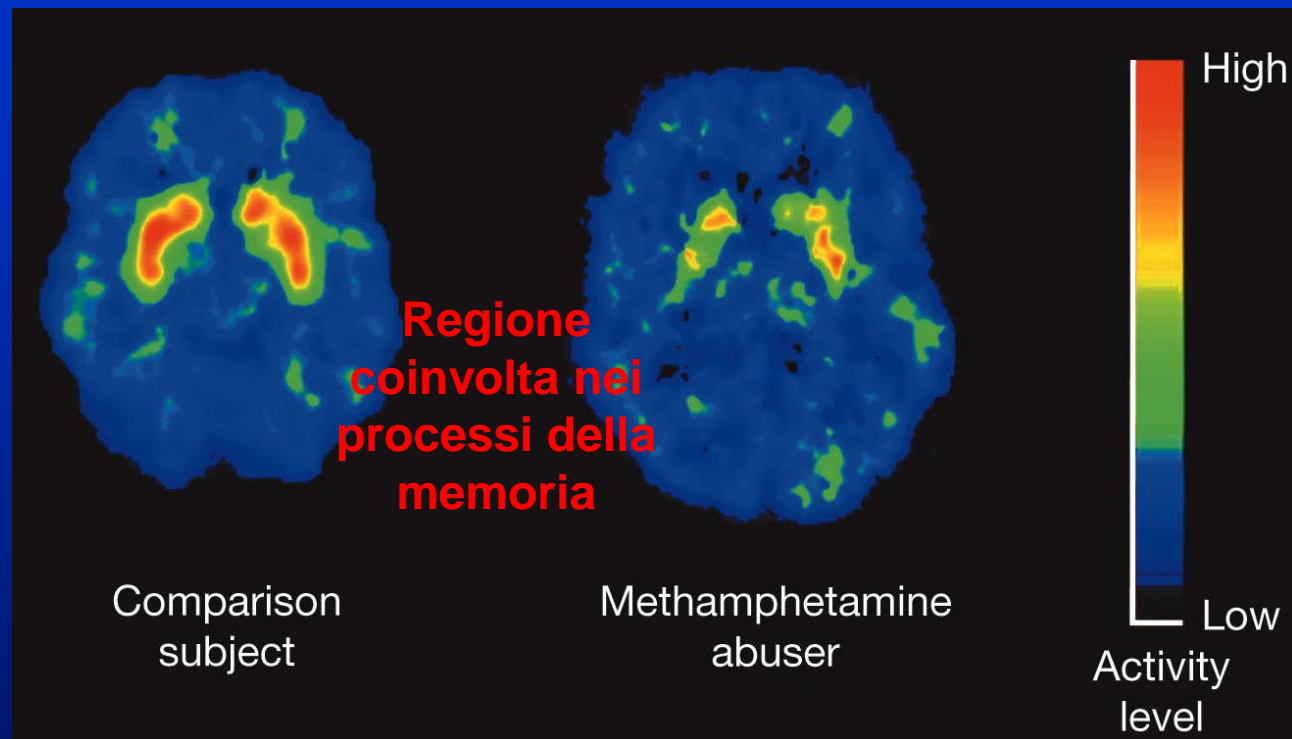 High
Regione
coinvolta nei
processi della
memoria
Comparison
subject
Methamphetamine
abuser
Low
Activity
level